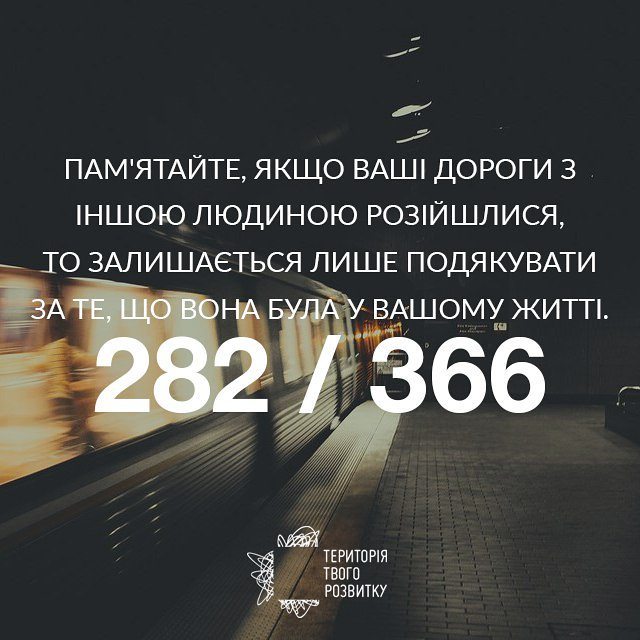 ПАМ'ЯТАЙТЕ, ЯКЩО ВАШІ ДОРОГИ З
ІНШОЮ ЛЮДИНОЮ РОЗІЙШЛИСЯ,
ТО ЗАЛИШАЄТЬСЯ ЛИШЕ ПОДЯКУВАТИ
ЗА ТЕ, ЩО ВОНА БУЛА У ВАШОМУ ЖИТТІ.
282 / 366
ТЕРИТОРІЯ
ТВОГО
РОЗВИТКУ